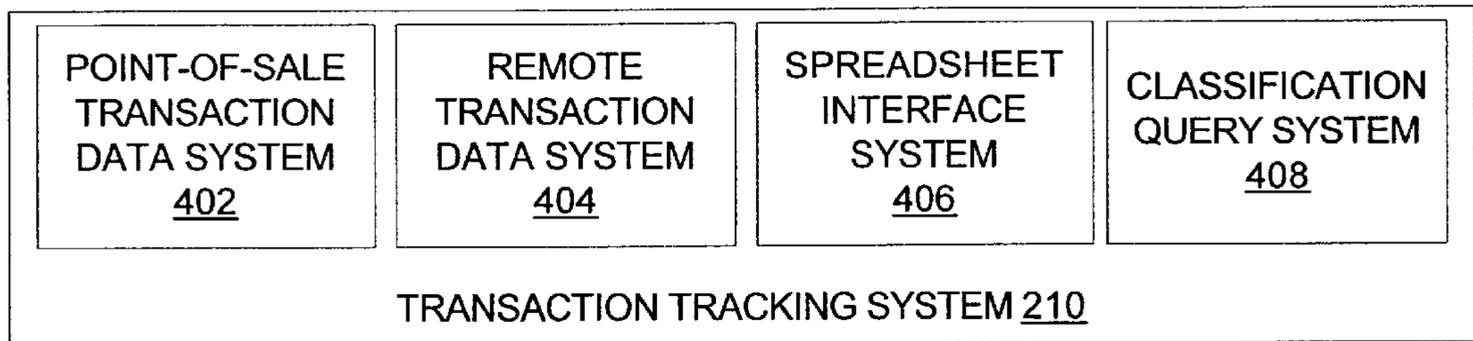 POINT-OF-SALE
TRANSACTION
DATA SYSTEM
402
REMOTE
TRANSACTION
DATA SYSTEM
404
SPREADSHEET
INTERFACE
SYSTEM
406
CLASSIFICATION
QUERY SYSTEM
408
TRANSACTION TRACKING SYSTEM 210